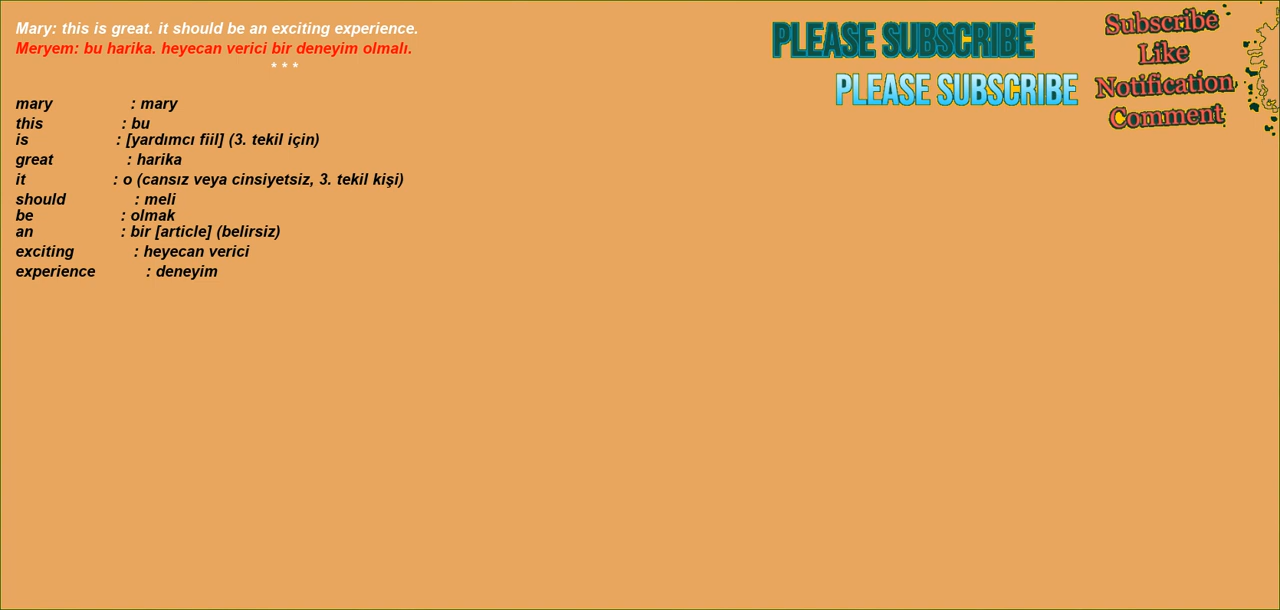 Mary: this is great. it should be an exciting experience.
Meryem: bu harika. heyecan verici bir deneyim olmalı.
* * *
mary : mary
this : bu
is : [yardımcı fiil] (3. tekil için)
great : harika
it : o (cansız veya cinsiyetsiz, 3. tekil kişi)
should : meli
be : olmak
an : bir [article] (belirsiz)
exciting : heyecan verici
experience : deneyim
PLEASE SUBSCRIBE
PLEASE SUBSCRIBE
Subscribe
Like
Notification
Comment